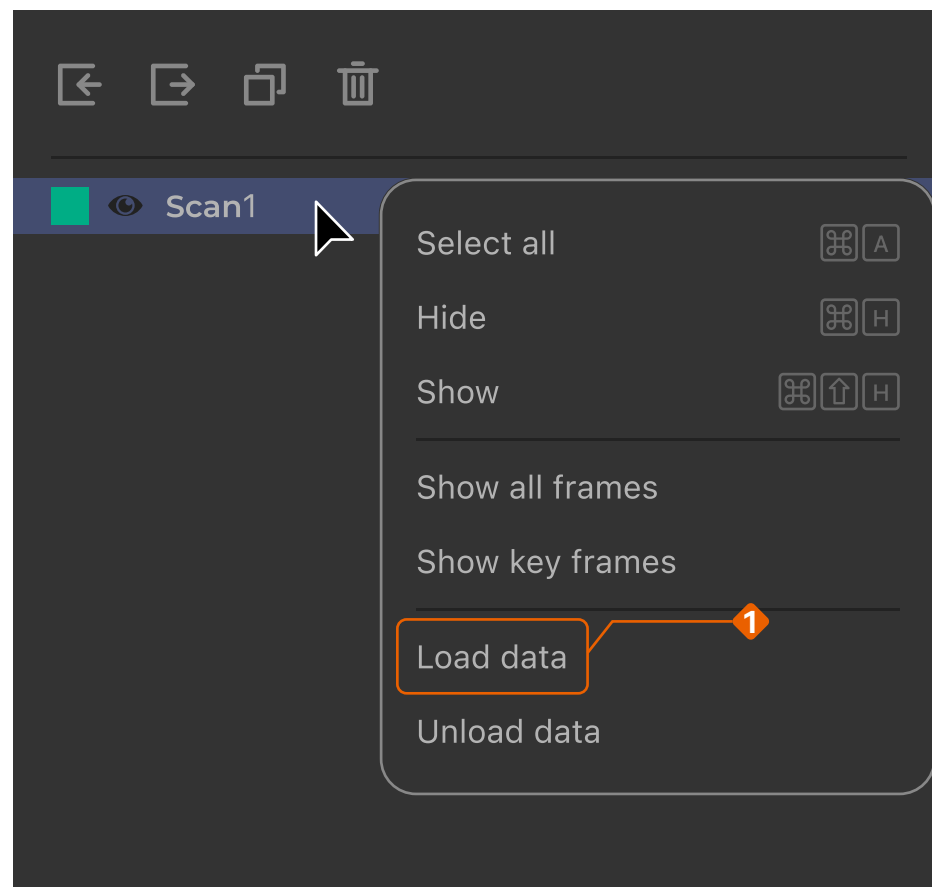 Scan1
Select all ⌘ A
Hide ⌘ H
Show ⌘ ⇧ H
Show all frames
Show key frames
1
Load data
Unload data